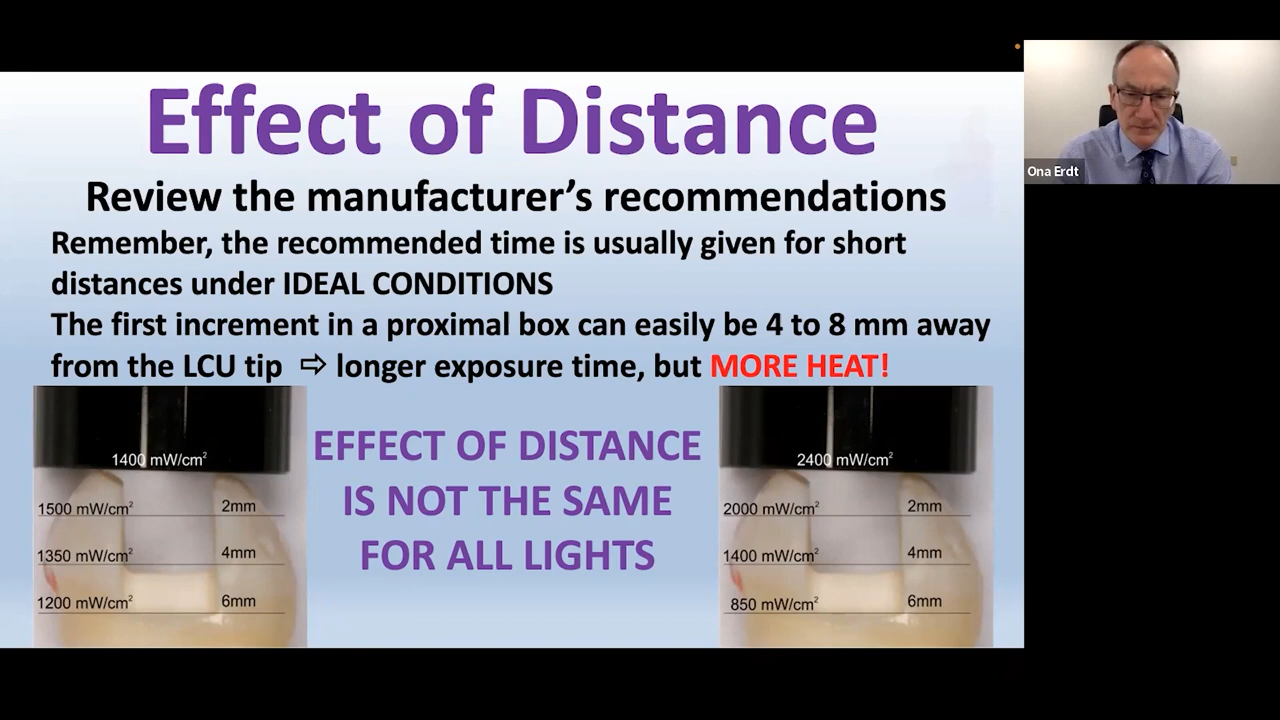 Effect of Distance
Review the manufacturer's recommendations
Remember, the recommended time is usually given for short
distances under IDEAL CONDITIONS
The first increment in a proximal box can easily be 4 to 8 mm away
from the LCU tip ⇨ longer exposure time, but MORE HEAT!
1400 mW/cm²
1500 mW/cm² 2mm
1350 mW/cm² 4mm
1200 mW/cm² 6mm
EFFECT OF DISTANCE
IS NOT THE SAME
FOR ALL LIGHTS
2400 mW/cm²
2000 mW/cm² 2mm
1400 mW/cm² 4mm
850 mW/cm² 6mm
Ona Erdt